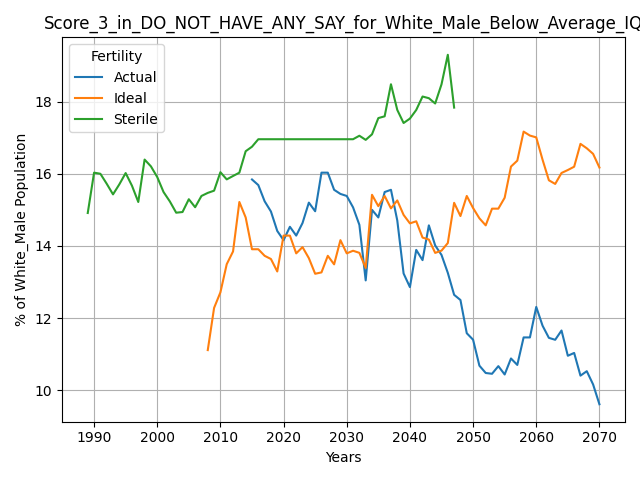 Score_3_in_DO_NOT_HAVE_ANY_SAY_for_White_Male_Below_Average_IQ
Fertility
Actual
Ideal
Sterile
% of White_Male Population
18
16
14
12
10
1990 2000 2010 2020 2030 2040 2050 2060 2070
Years